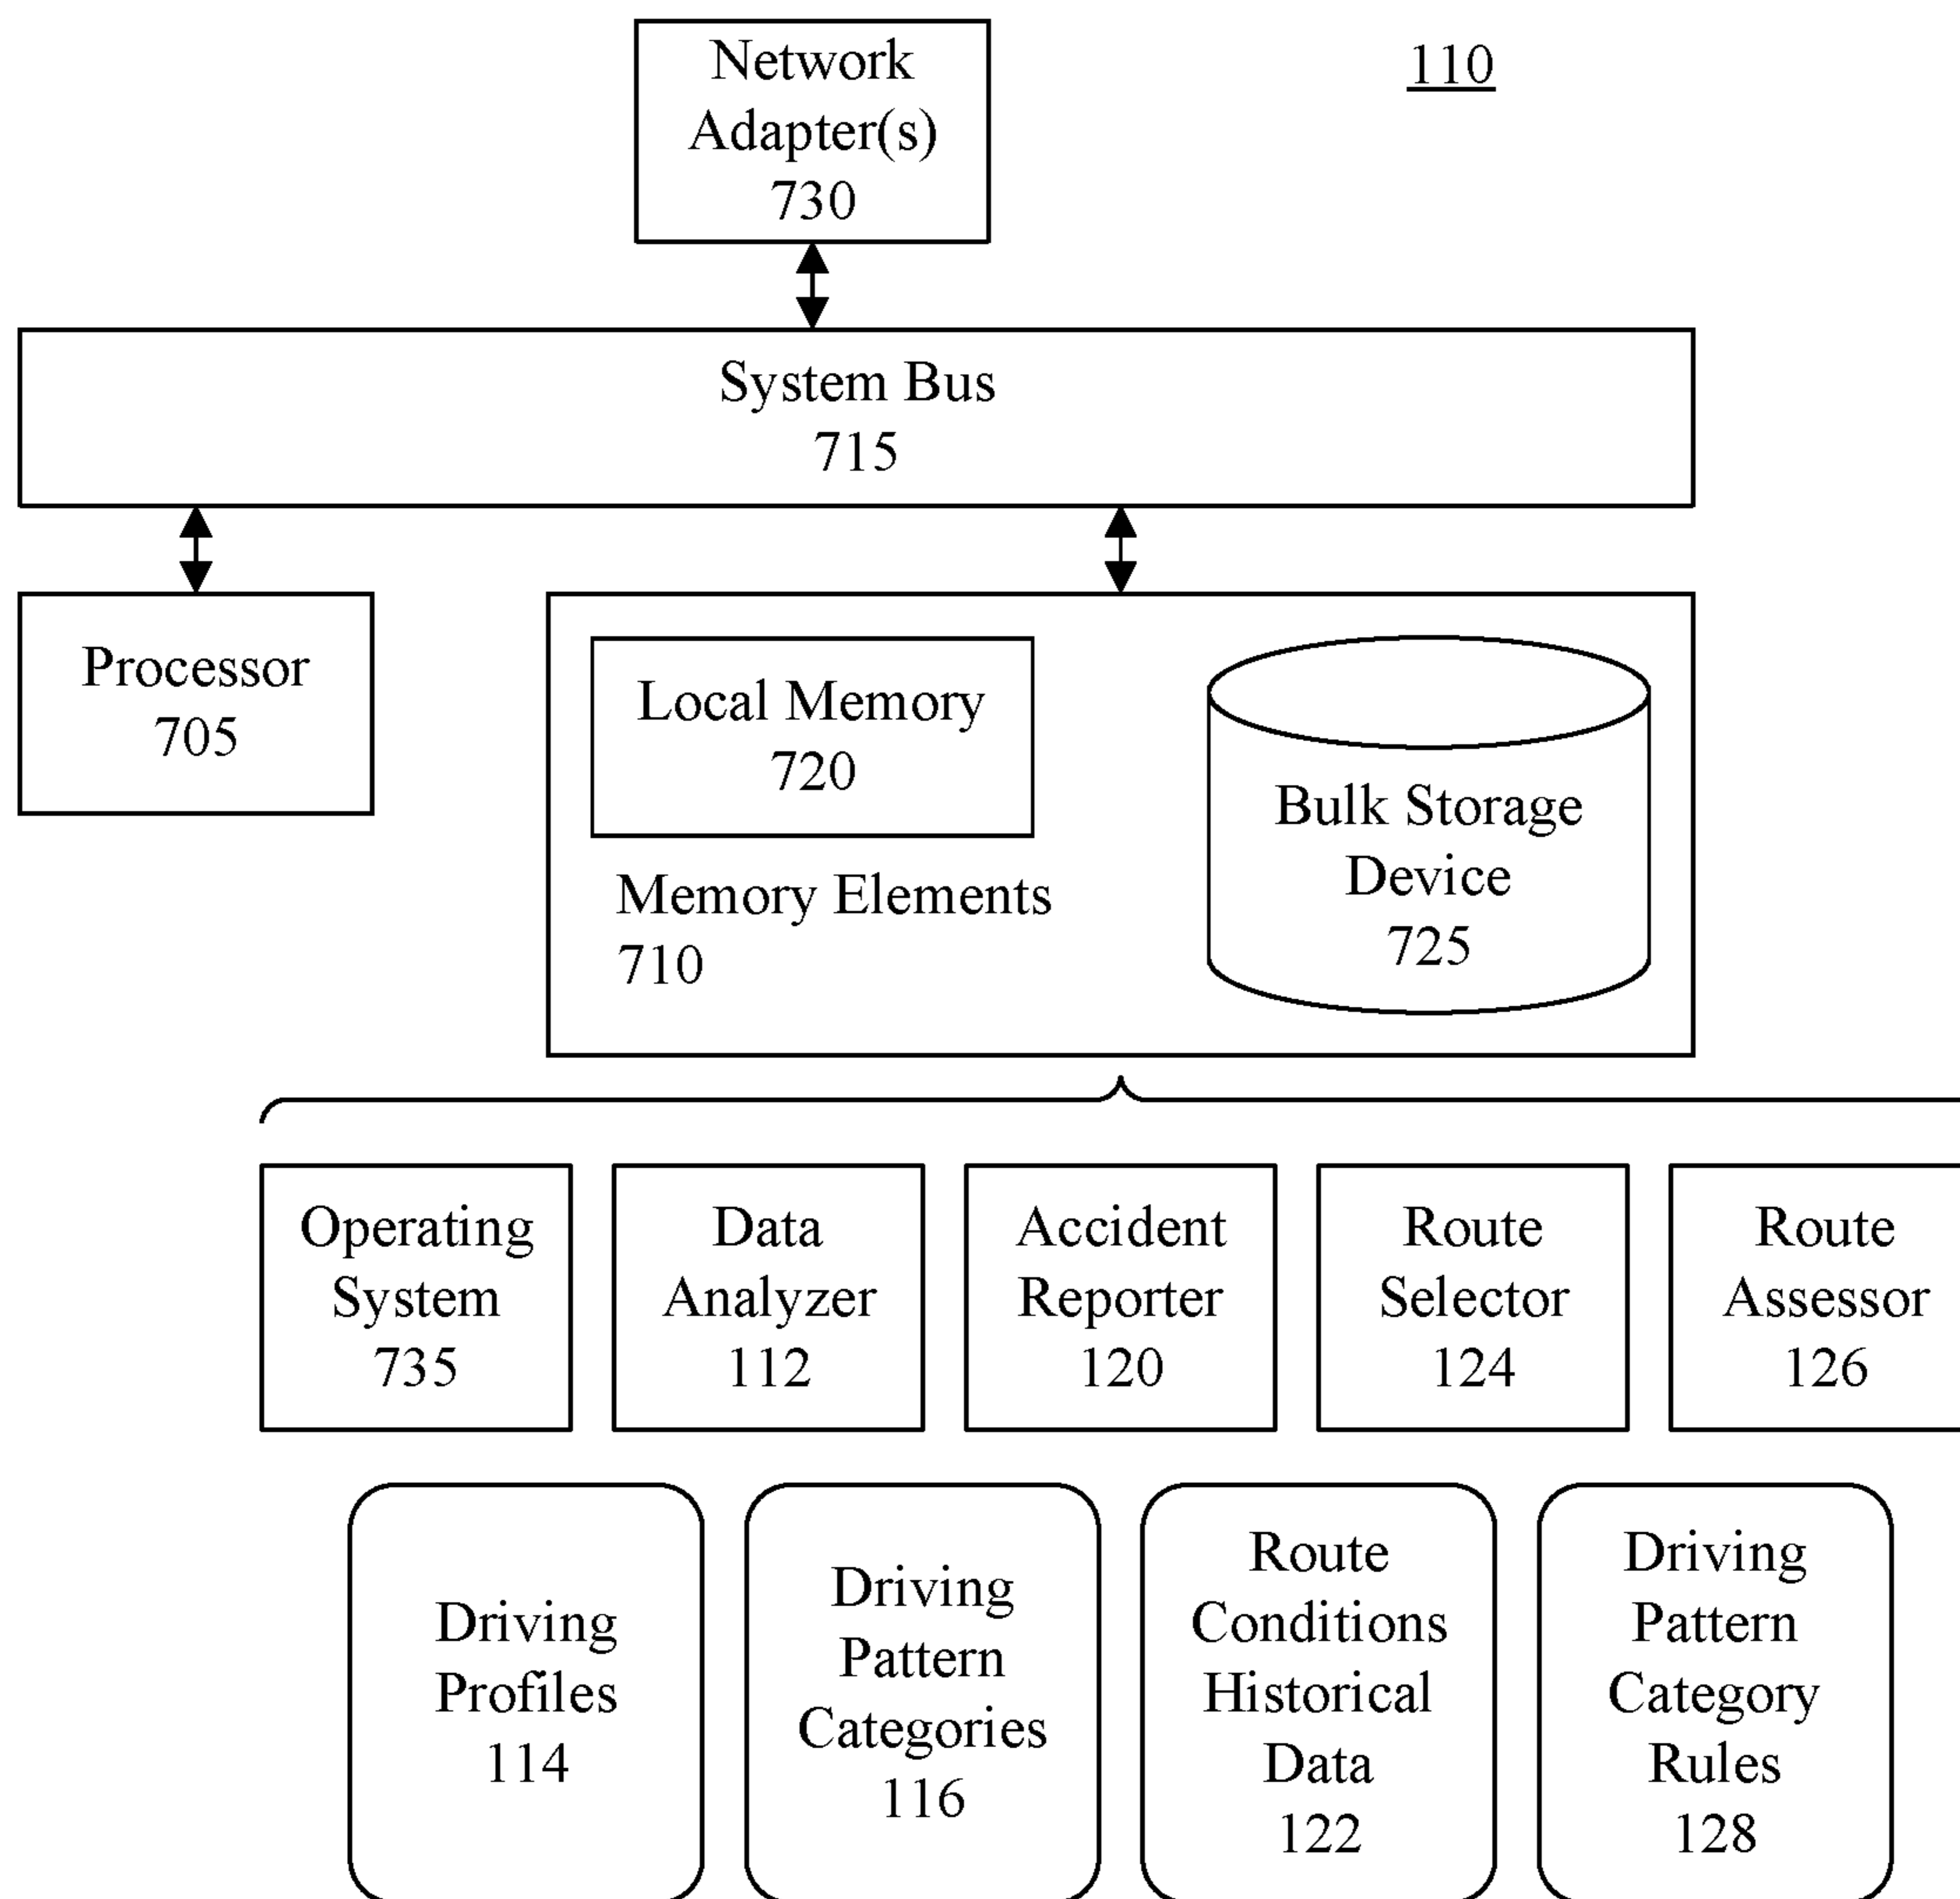 110
Network
Adapter(s)
730
System Bus
715
Processor
705
Local Memory
720
Memory Elements
710
Bulk Storage
Device
725
Operating
System
735
Data
Analyzer
112
Accident
Reporter
120
Route
Selector
124
Route
Assessor
126
Driving
Profiles
114
Driving
Pattern
Categories
116
Route
Conditions
Historical
Data
122
Driving
Pattern
Category
Rules
128